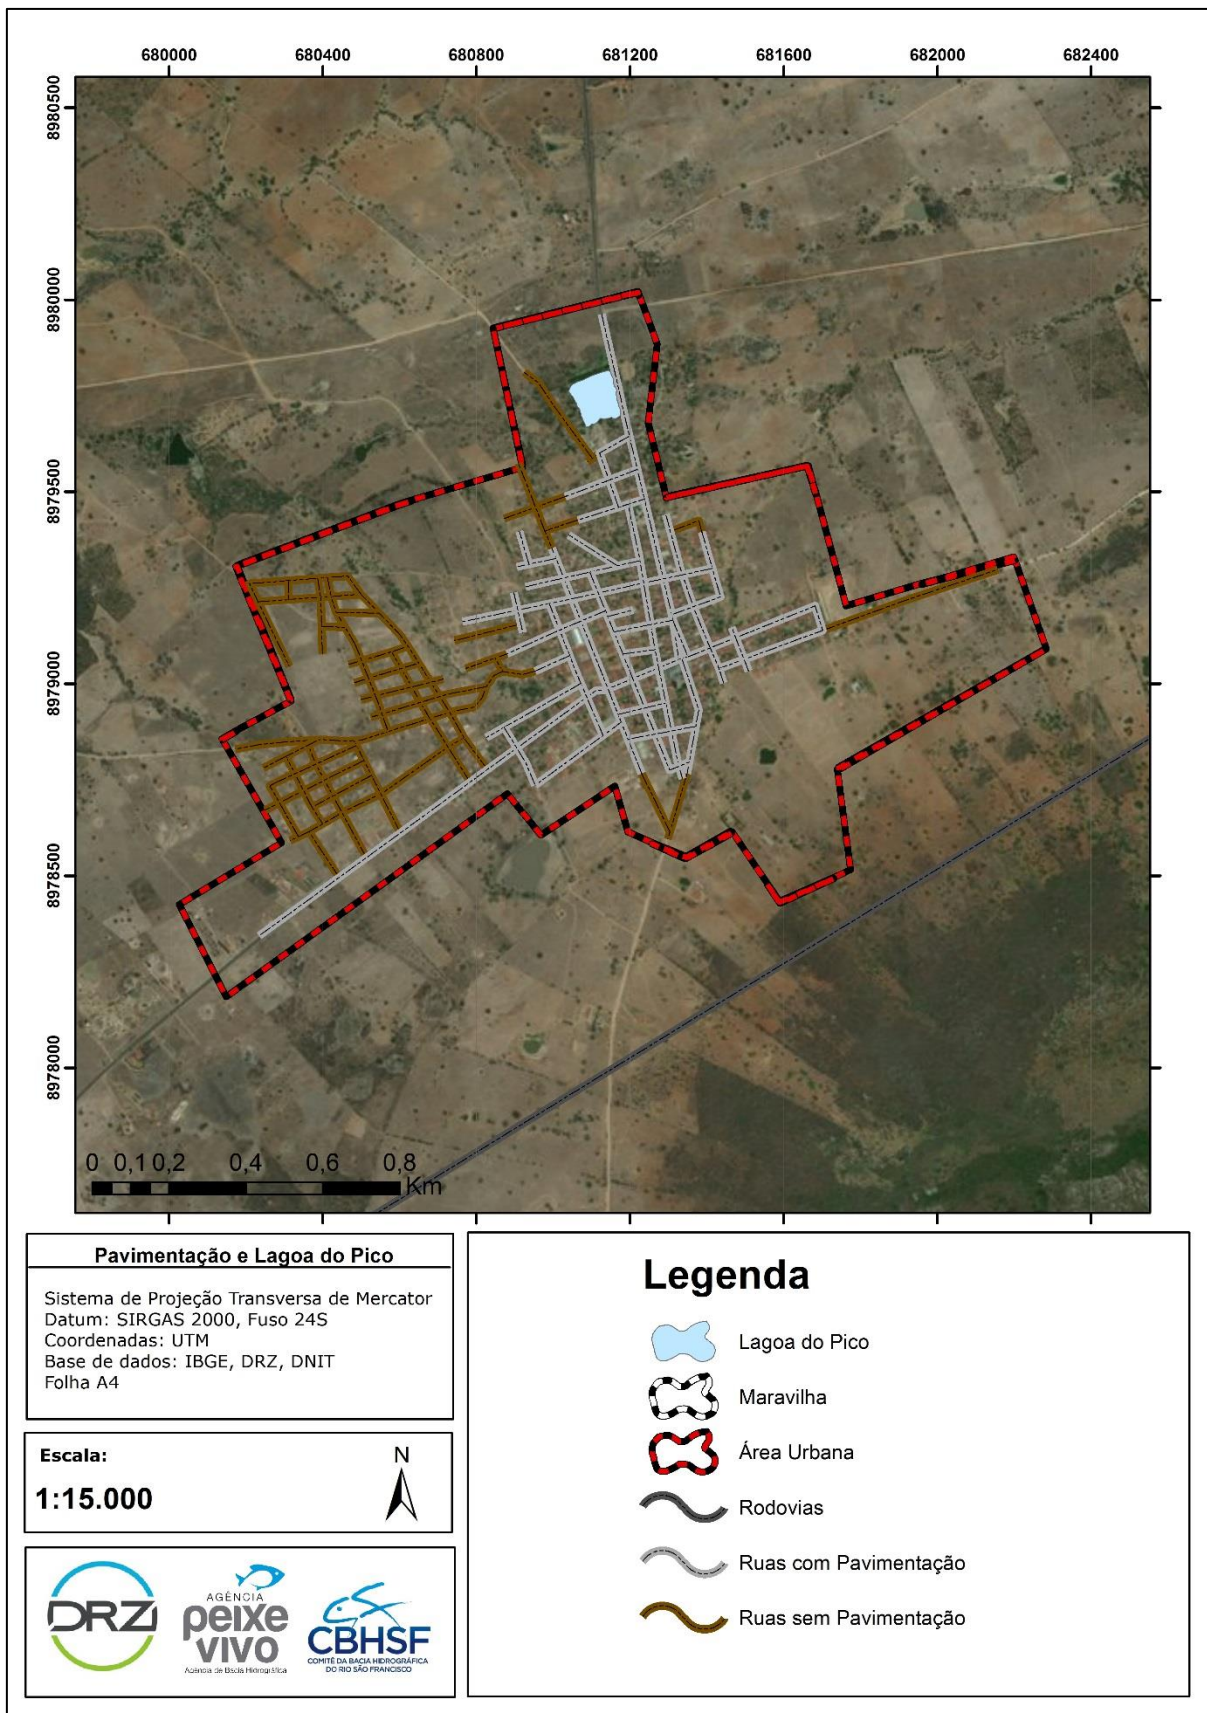 680000 680400 680800 681200 681600 682000 682400
8980500
8980000
8979500
8979000
8978500
8978000
0 0,1 0,2 0,4 0,6 0,8
Km
Pavimentação e Lagoa do Pico
Sistema de Projeção Transversa de Mercator
Datum: SIRGAS 2000, Fuso 24S
Coordenadas: UTM
Base de dados: IBGE, DRZ, DNIT
Folha A4
Escala:
1:15.000
N
DRZ
AGÊNCIA
peixe
vivo
Agência de Bacia Hidrográfica
CBHSF
COMITÊ DA BACIA HIDROGRÁFICA
DO RIO SÃO FRANCISCO
Legenda
Lagoa do Pico
Maravilha
Área Urbana
Rodovias
Ruas com Pavimentação
Ruas sem Pavimentação